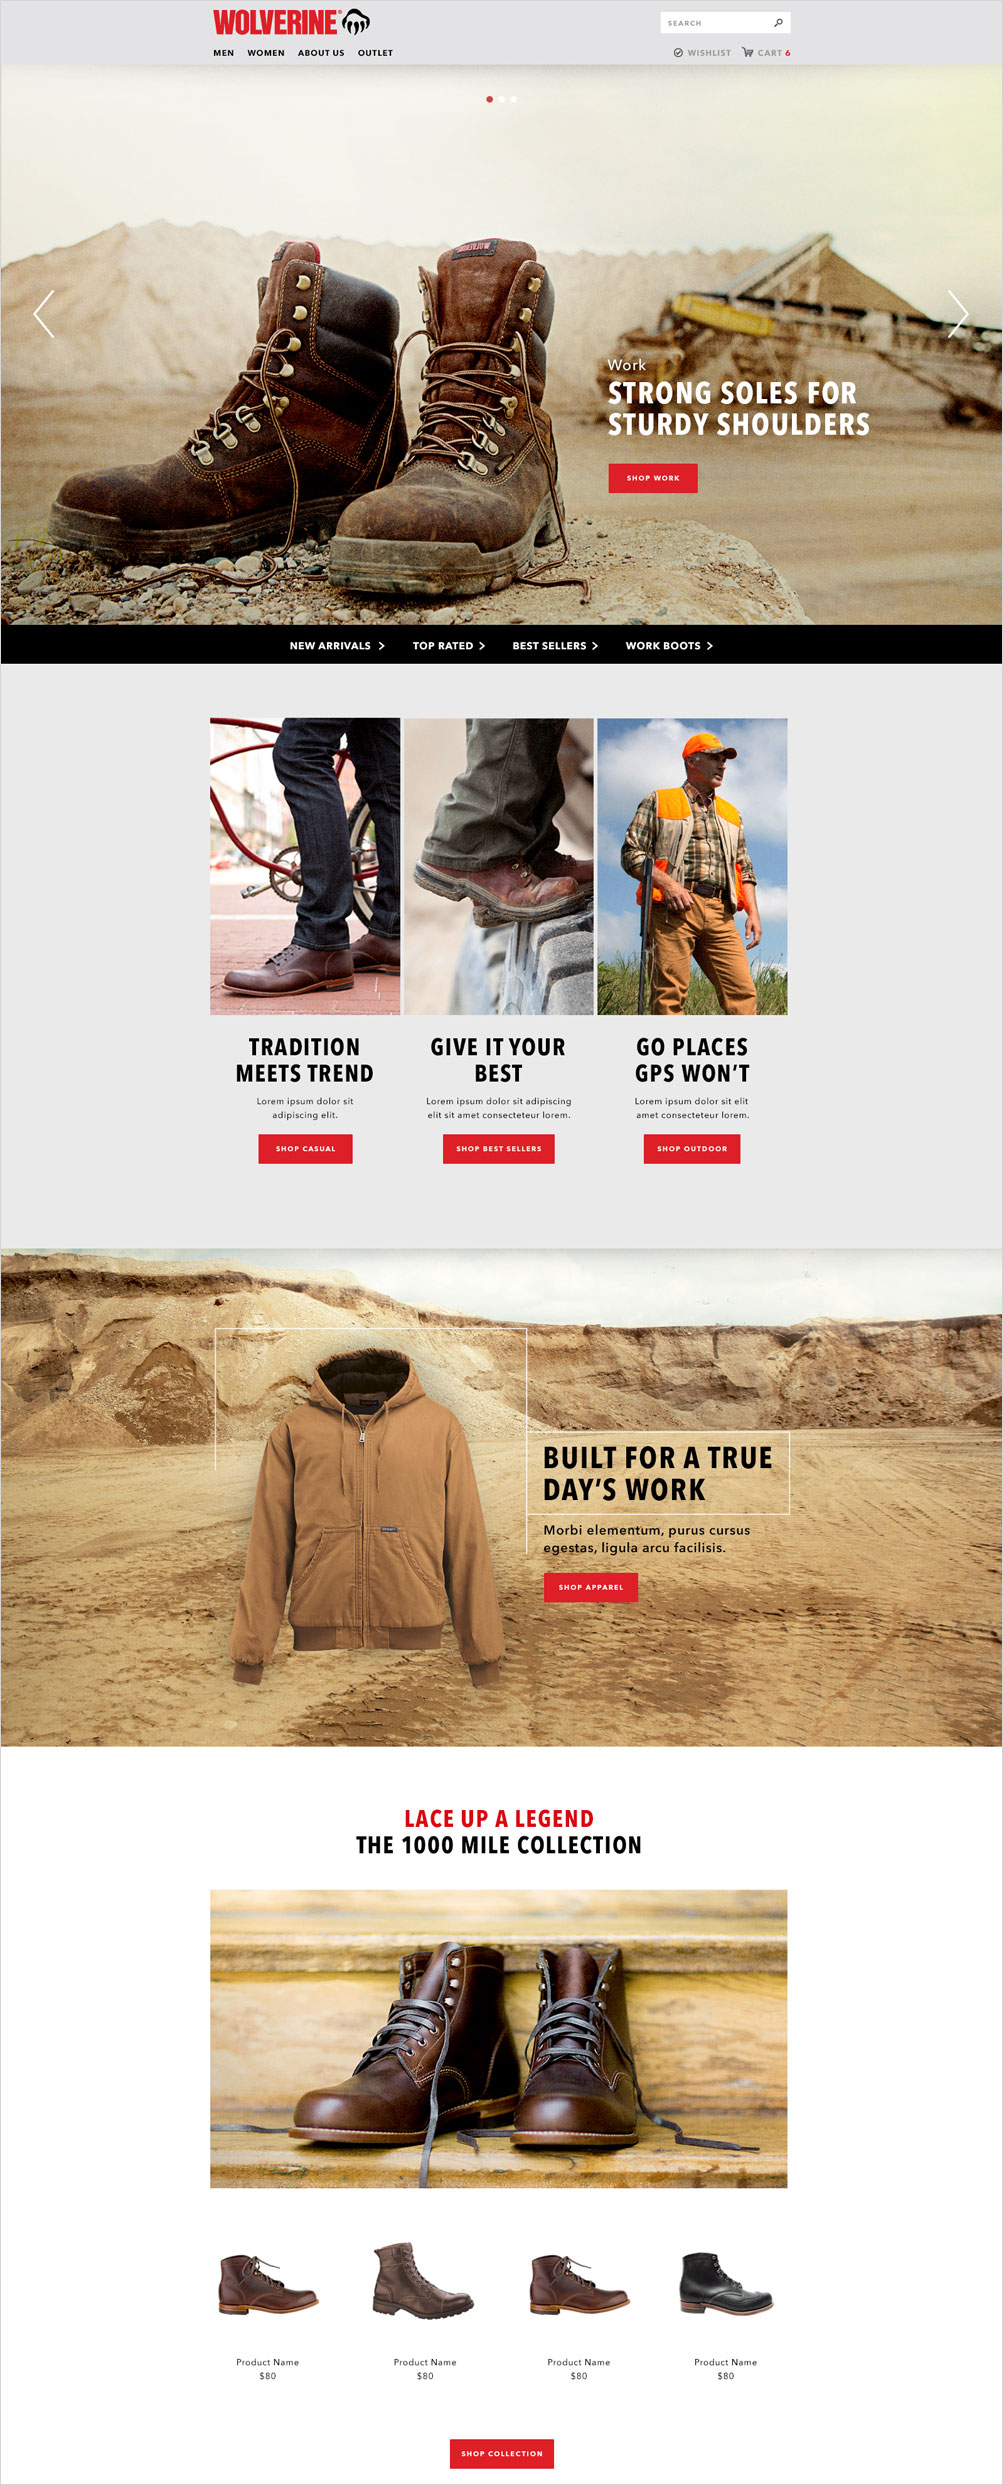 WOLVERINE®
SEARCH
MEN WOMEN ABOUT US OUTLET
WISHLIST CART 6
WOLVERINE
Work
STRONG SOLES FOR
STURDY SHOULDERS
SHOP WORK
NEW ARRIVALS > TOP RATED > BEST SELLERS > WORK BOOTS >
TRADITION
MEETS TREND
Lorem ipsum dolor sit
adipiscing elit.
SHOP CASUAL
GIVE IT YOUR
BEST
Lorem ipsum dolor sit adipiscing
elit sit amet consecteteur lorem.
SHOP BEST SELLERS
GO PLACES
GPS WON'T
Lorem ipsum dolor sit elit
amet consecteteur lorem.
SHOP OUTDOOR
BUILT FOR A TRUE
DAY'S WORK
Morbi elementum, purus cursus
egestas, ligula arcu facilisis.
SHOP APPAREL
LACE UP A LEGEND
THE 1000 MILE COLLECTION
Product Name
$80
Product Name
$80
Product Name
$80
Product Name
$80
SHOP COLLECTION